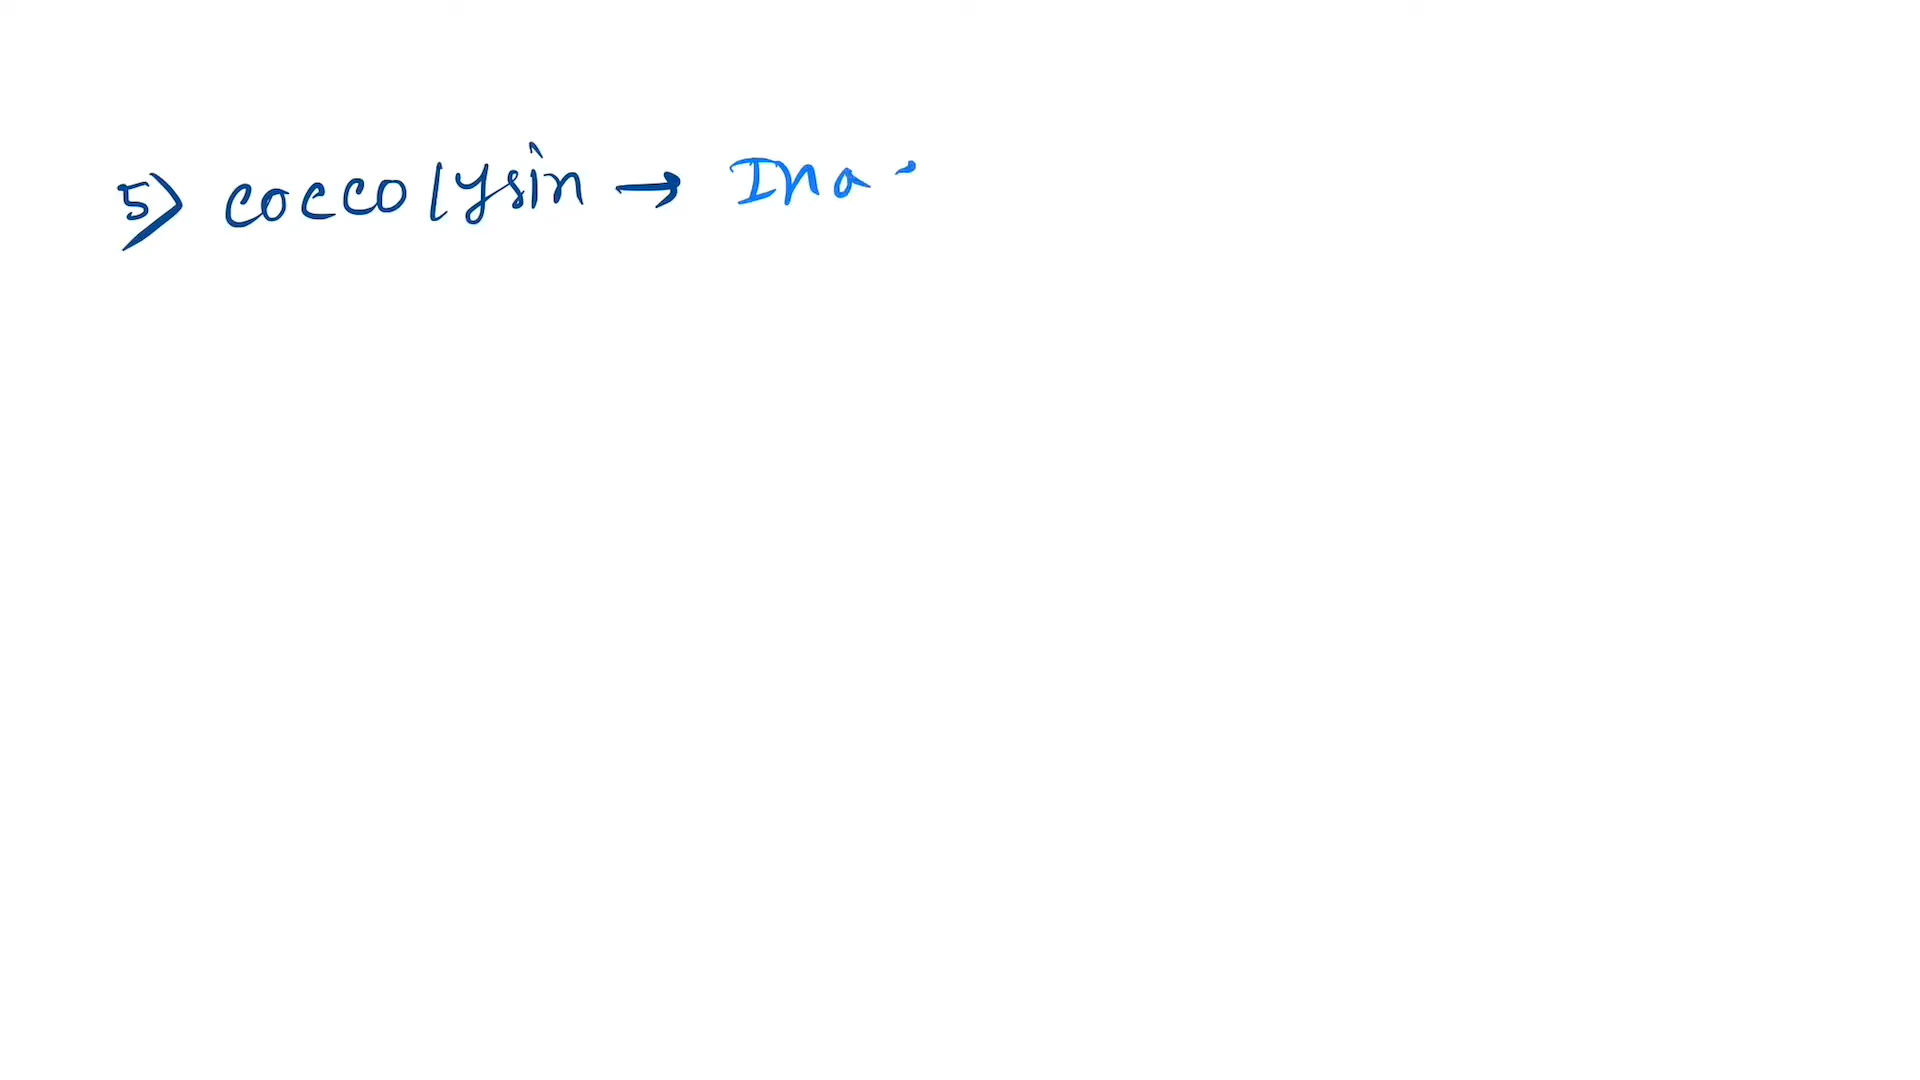 5) coccolysin → Ina